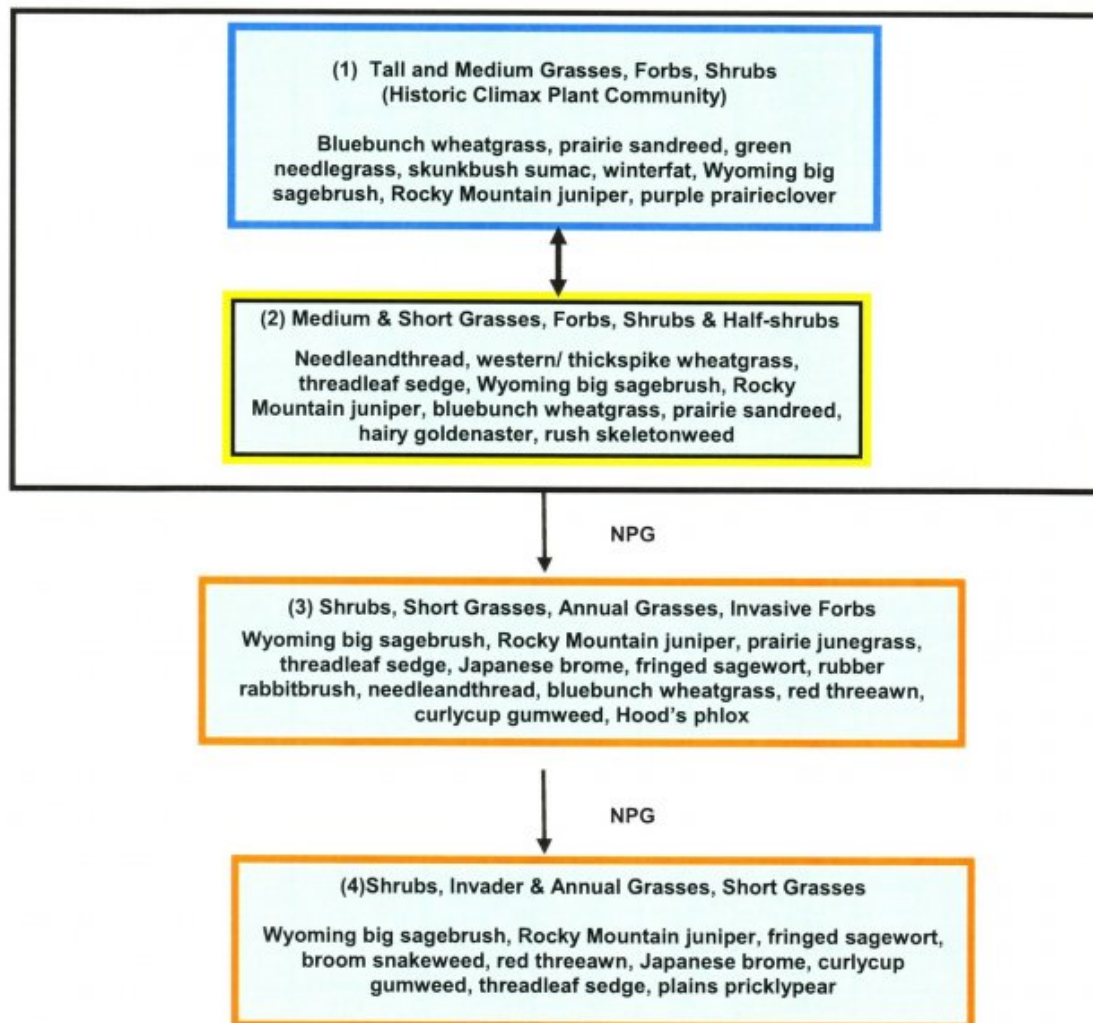 (1) Tall and Medium Grasses, Forbs, Shrubs
(Historic Climax Plant Community)
Bluebunch wheatgrass, prairie sandreed, green
needlegrass, skunkbush sumac, winterfat, Wyoming big
sagebrush, Rocky Mountain juniper, purple prairieclover
(2) Medium & Short Grasses, Forbs, Shrubs & Half-shrubs
Needleandthread, western/ thickspike wheatgrass,
threadleaf sedge, Wyoming big sagebrush, Rocky
Mountain juniper, bluebunch wheatgrass, prairie sandreed,
hairy goldenaster, rush skeletonweed
NPG
(3) Shrubs, Short Grasses, Annual Grasses, Invasive Forbs
Wyoming big sagebrush, Rocky Mountain juniper, prairie junegrass,
threadleaf sedge, Japanese brome, fringed sagewort, rubber
rabbitbrush, needleandthread, bluebunch wheatgrass, red threeawn,
curlycup gumweed, Hood's phlox
NPG
(4)Shrubs, Invader & Annual Grasses, Short Grasses
Wyoming big sagebrush, Rocky Mountain juniper, fringed sagewort,
broom snakeweed, red threeawn, Japanese brome, curlycup
gumweed, threadleaf sedge, plains pricklypear